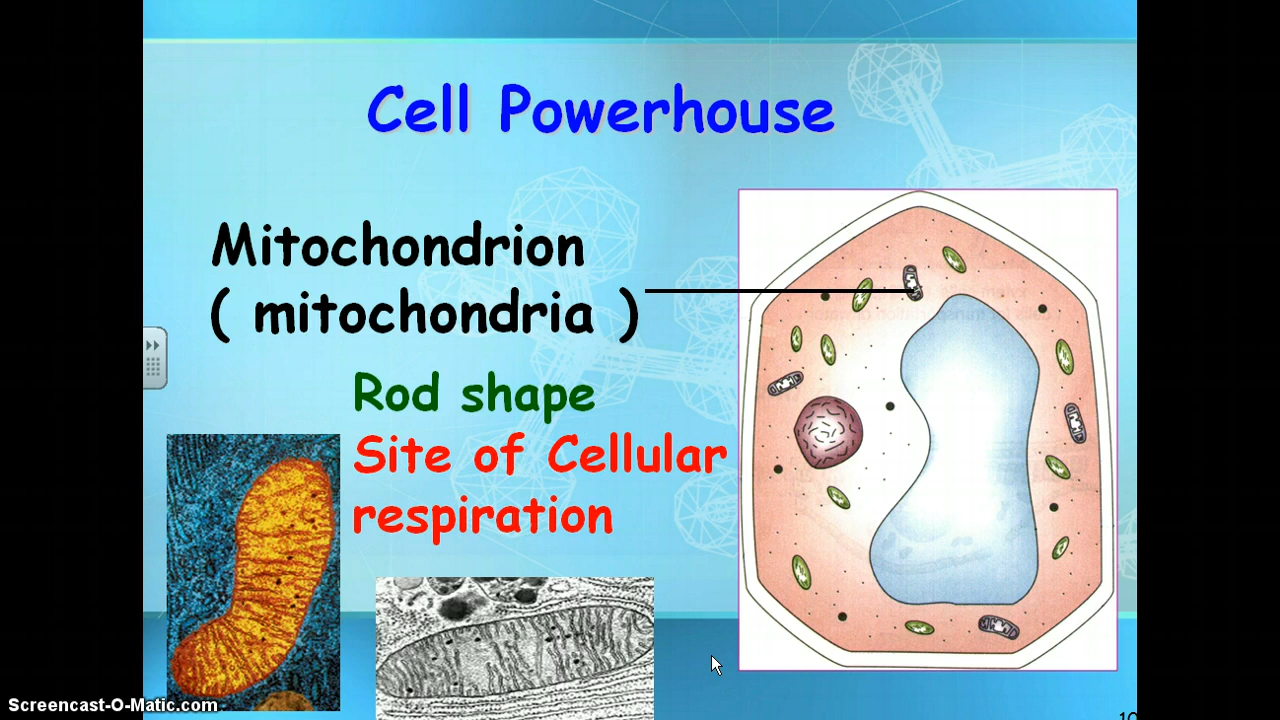 Cell Powerhouse
Mitochondrion
( mitochondria )
Rod shape
Site of Cellular
respiration
Screencast-O-Matic.com